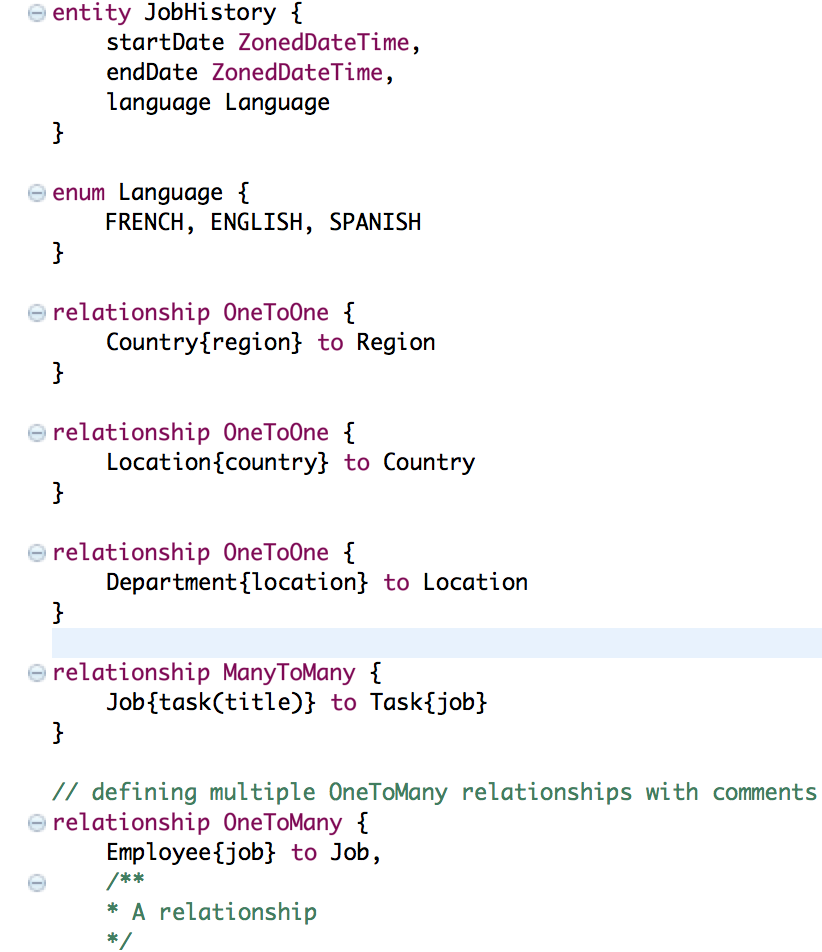 entity JobHistory {
startDate ZonedDateTime,
endDate ZonedDateTime,
language Language
}
enum Language {
FRENCH, ENGLISH, SPANISH
}
relationship OneToOne {
Country{region} to Region
}
relationship OneToOne {
Location{country} to Country
}
relationship OneToOne {
Department{location} to Location
}
relationship ManyToMany {
Job{task(title)} to Task{job}
}
// defining multiple OneToMany relationships with comments
relationship OneToMany {
Employee{job} to Job,
/**
* A relationship
*/